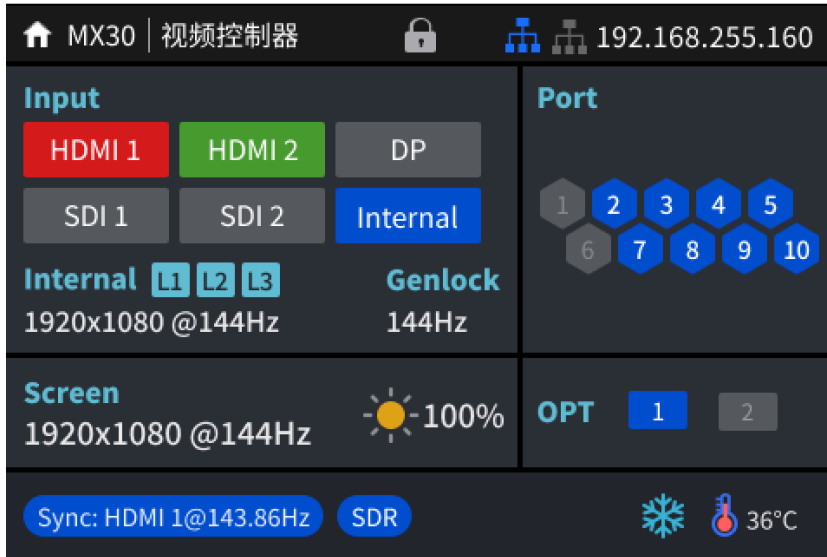 MX30 | 视频控制器 192.168.255.160
Input
HDMI 1 HDMI 2 DP
SDI 1 SDI 2 Internal
Internal L1 L2 L3 Genlock
1920x1080 @144Hz 144Hz
Port
1 2 3 4 5
6 7 8 9 10
Screen
1920x1080 @144Hz 100%
OPT 1 2
Sync: HDMI 1@143.86Hz SDR 36°C